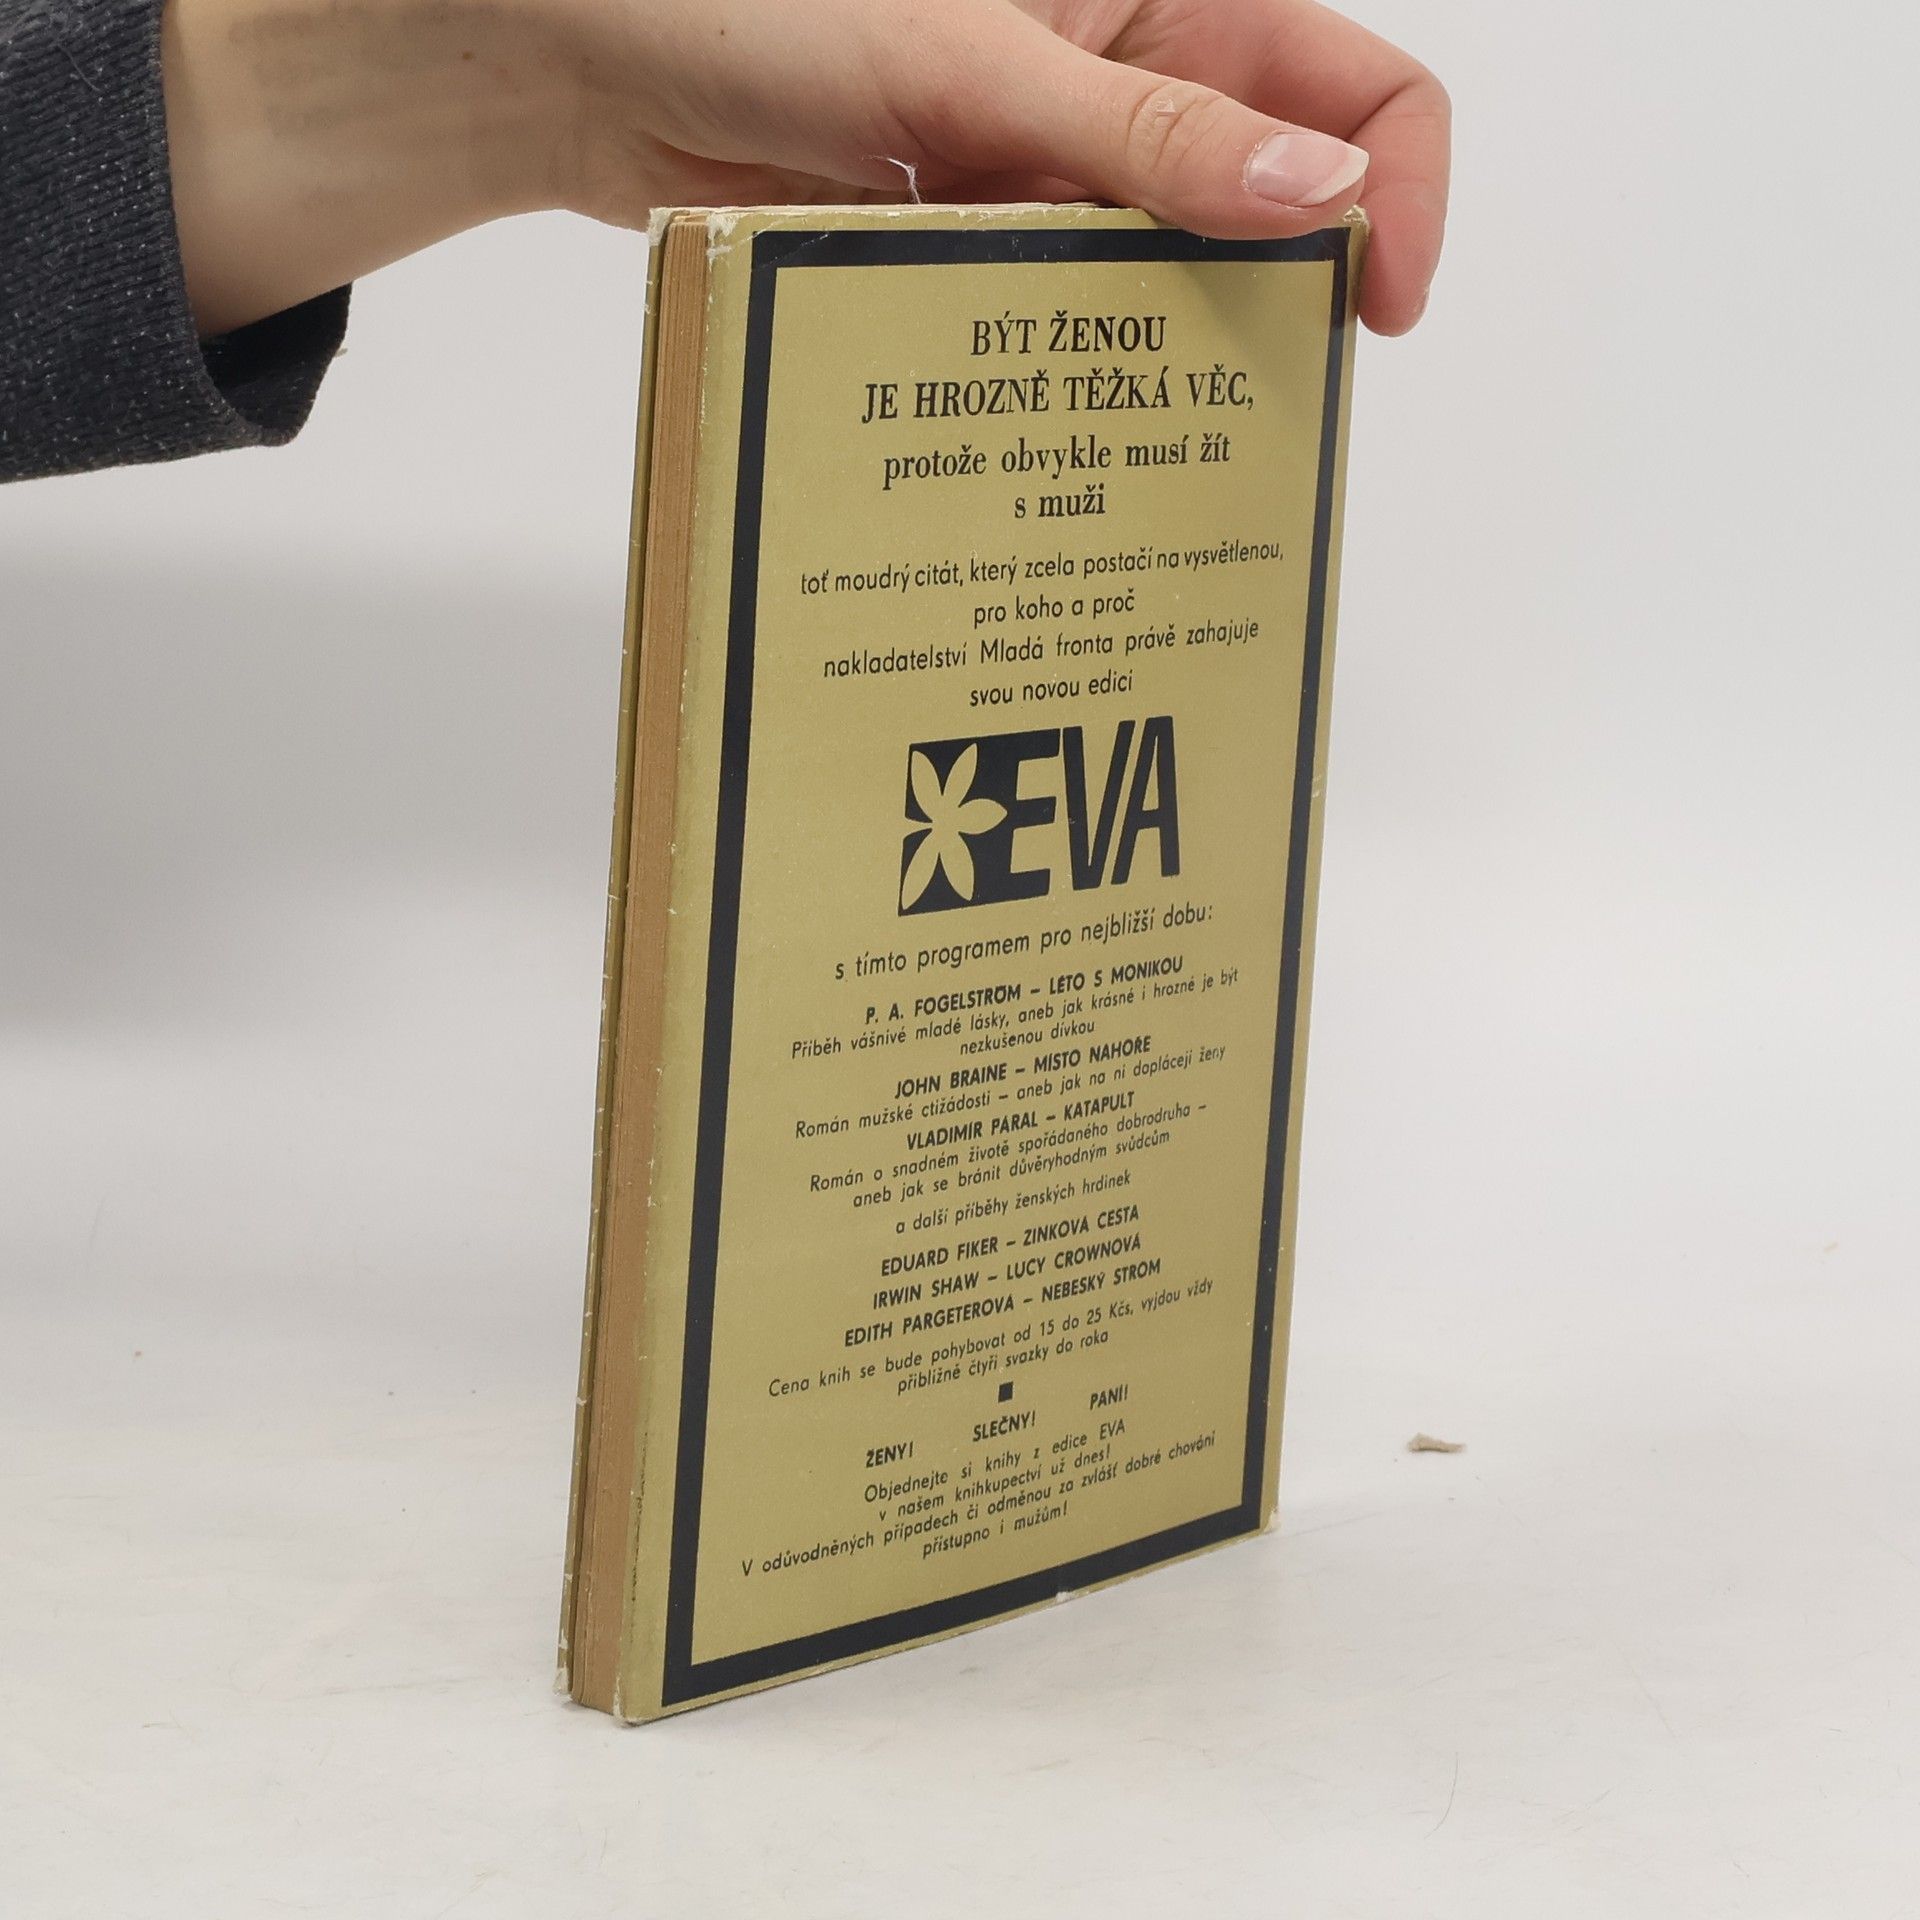 BÝT ŽENOU
JE HROZNĚ TĚŽKÁ VĚC,
protože obvykle musí žít
s muži
toť moudrý citát, který zcela postačí na vysvětlenou,
pro koho a proč
nakladatelství Mladá fronta právě zahajuje
svou novou edici
EVA
s tímto programem pro nejbližší dobu:
P. A. FOGELSTRÖM – LÉTO S MONIKOU
Příběh vášnivé mladé lásky, aneb jak krásné i hrozné je být
nezkušenou dívkou
JOHN BRAINE – MÍSTO NAHOŘE
Román mužské ctižádosti – aneb jak na ni doplácejí ženy
VLADIMÍR PÁRAL – KATAPULT
Román o snadném životě spořádaného dobrodruha –
aneb jak se bránit důvěryhodným svůdcům
a další příběhy ženských hrdinek
EDUARD FIKER – ZINKOVÁ CESTA
IRWIN SHAW – LUCY CROWNOVÁ
EDITH PARGETEROVÁ – NEBESKÝ STROM
Cena knih se bude pohybovat od 15 do 25 Kčs, vyjdou vždy
přibližně čtyři svazky do roka
ŽENY! SLEČNY! PANÍ!
Objednejte si knihy z edice EVA
v našem knihkupectví už dnes!
V odůvodněných případech či odměnou za zvlášť dobré chování
přístupno i mužům!